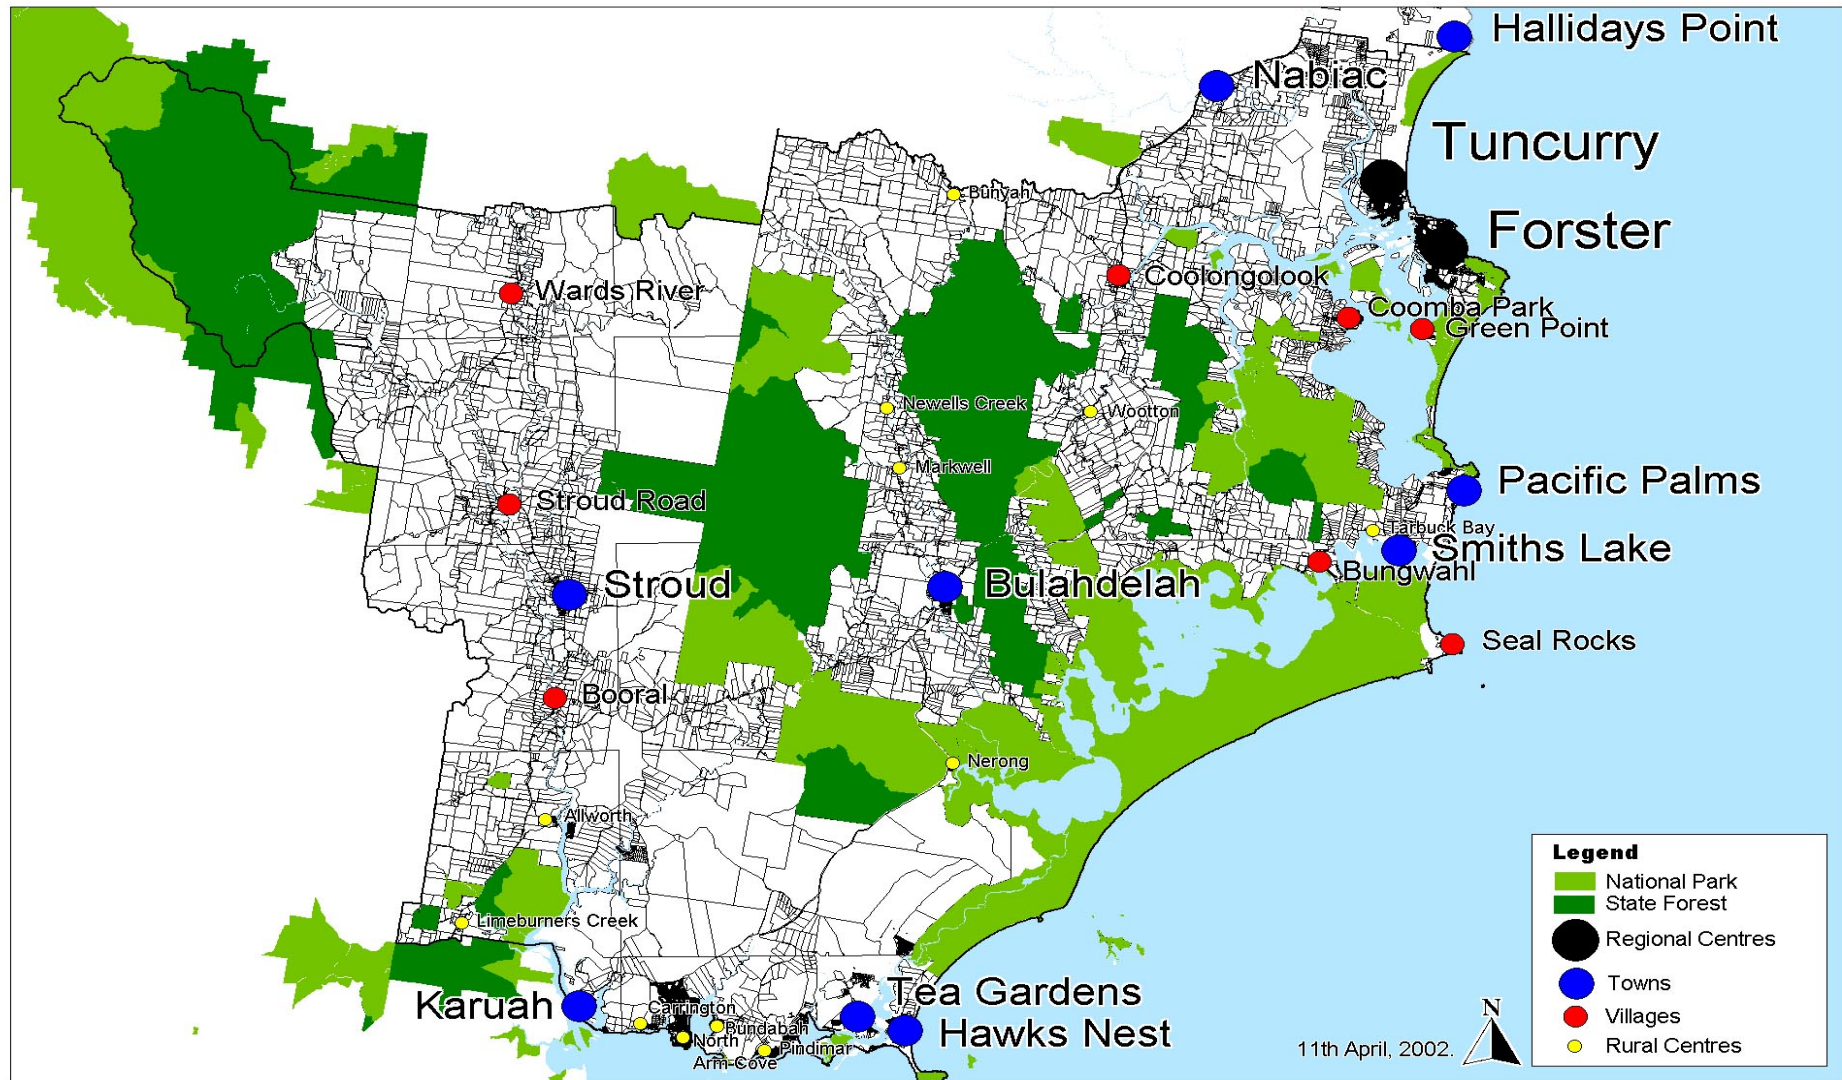 Hallidays Point
Nabiac
Tuncurry
Bunyah
Forster
Coolongolook
Wards River
Coomba Park
Green Point
Newells Creek
Wootton
Markwell
Pacific Palms
Stroud Road
Tarbuck Bay
Smiths Lake
Bungwahl
Stroud
Bulahdelah
Seal Rocks
Booral
Nerong
Allworth
Limeburners Creek
Karuah
Carrington
Bundabah
North
Arm Cove
Pindimar
Tea Gardens
Hawks Nest
Legend
National Park
State Forest
Regional Centres
Towns
Villages
Rural Centres
N
11th April, 2002.